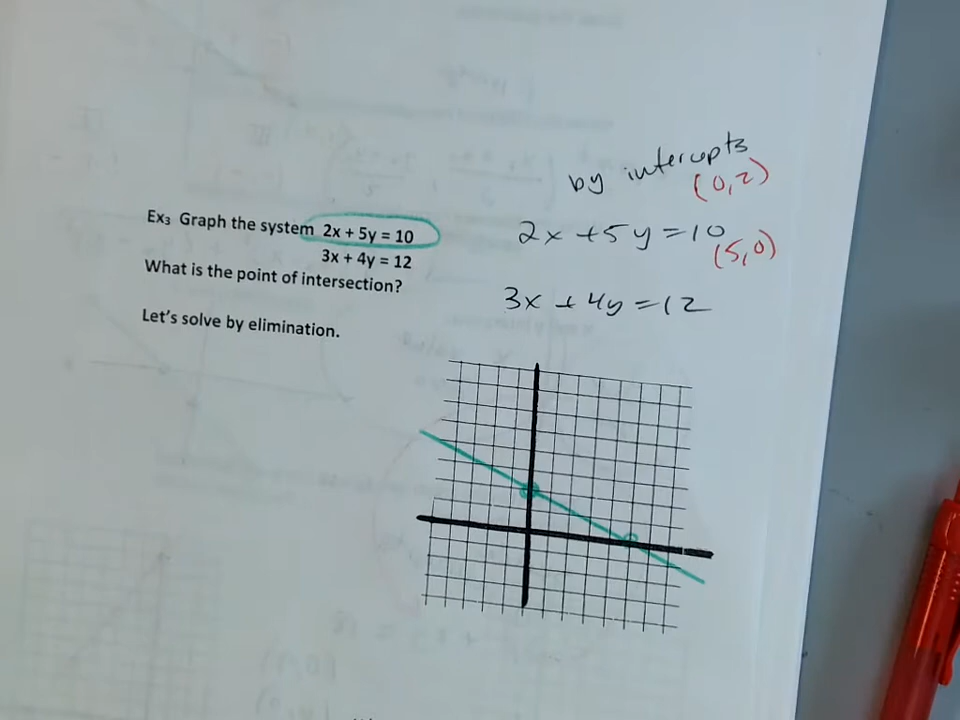 by intercepts
(0,2)
Ex3 Graph the system 2x + 5y = 10
3x + 4y = 12
What is the point of intersection?
Let's solve by elimination.
2x + 5y = 10
(5,0)
3x + 4y = 12